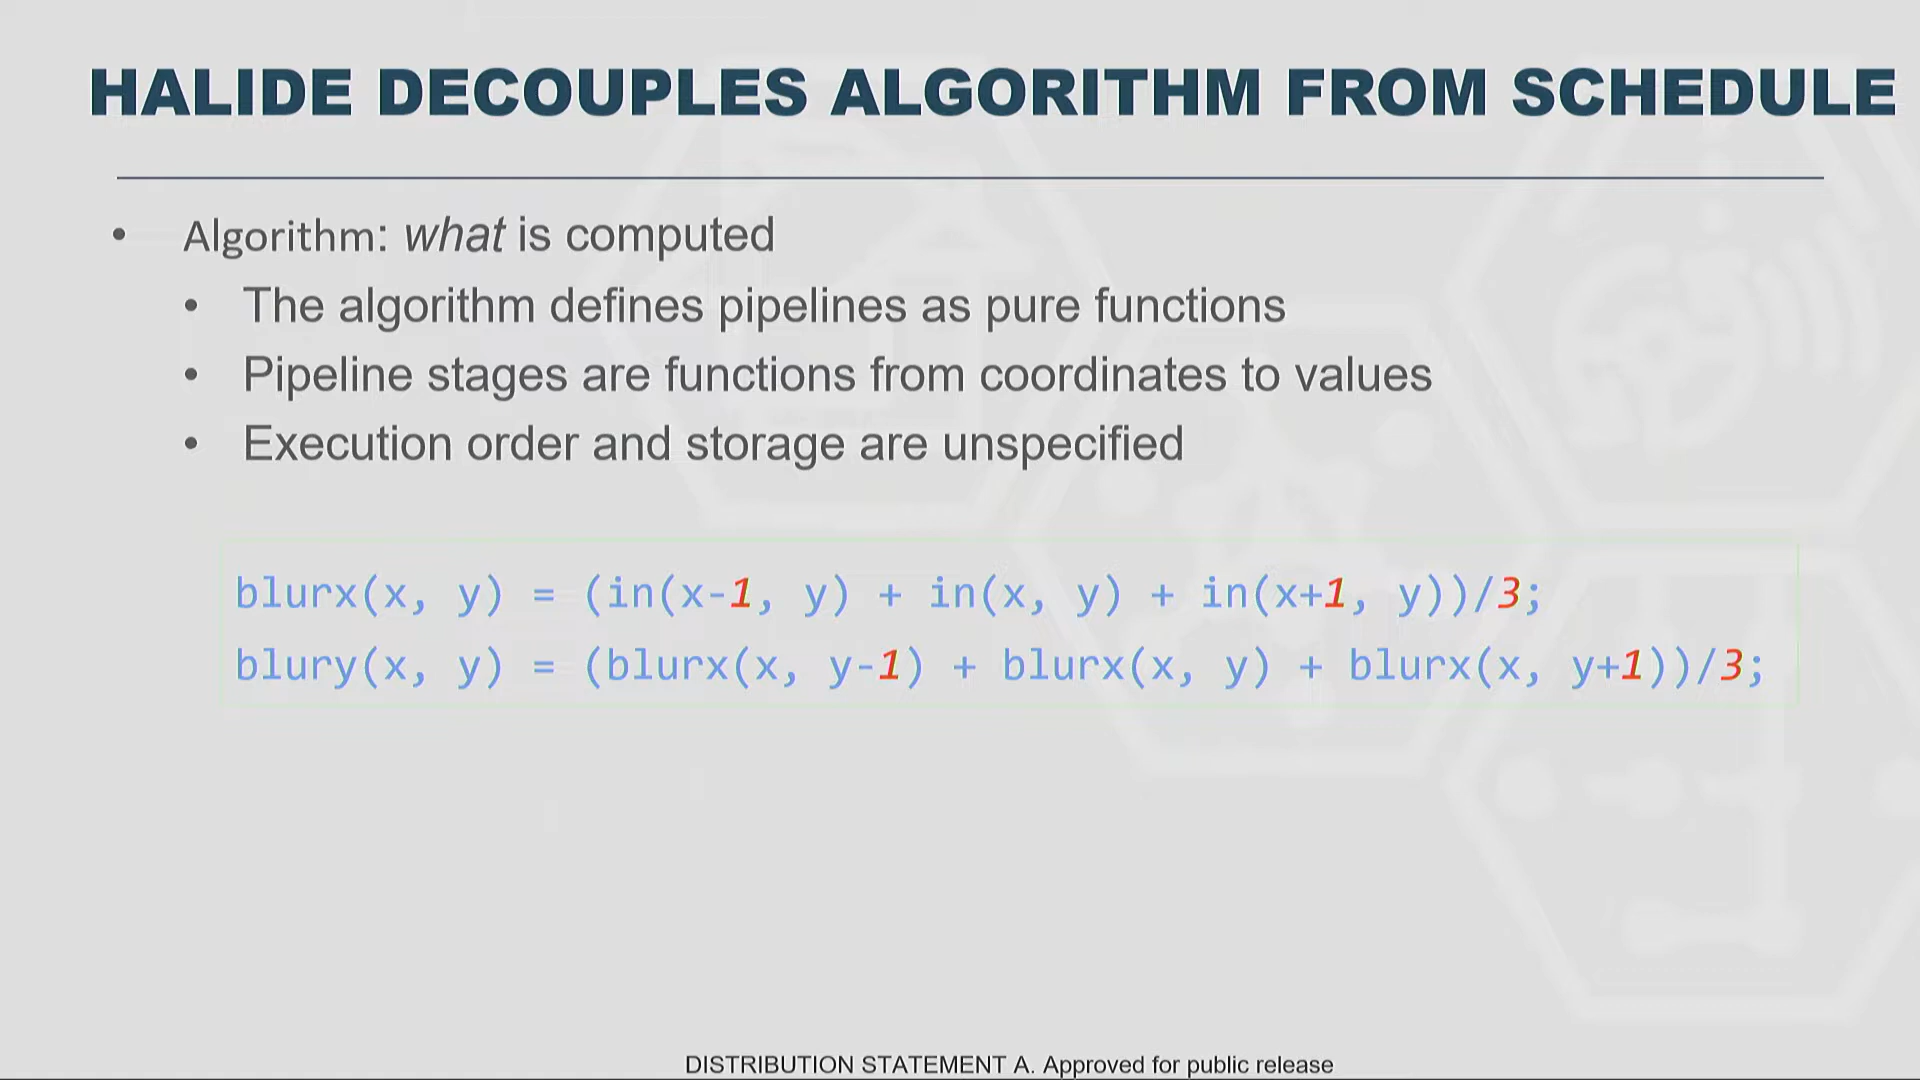 HALIDE DECOUPLES ALGORITHM FROM SCHEDULE
• Algorithm: what is computed
• The algorithm defines pipelines as pure functions
• Pipeline stages are functions from coordinates to values
• Execution order and storage are unspecified
blurx(x, y) = (in(x-1, y) + in(x, y) + in(x+1, y))/3;
blury(x, y) = (blurx(x, y-1) + blurx(x, y) + blurx(x, y+1))/3;
DISTRIBUTION STATEMENT A. Approved for public release